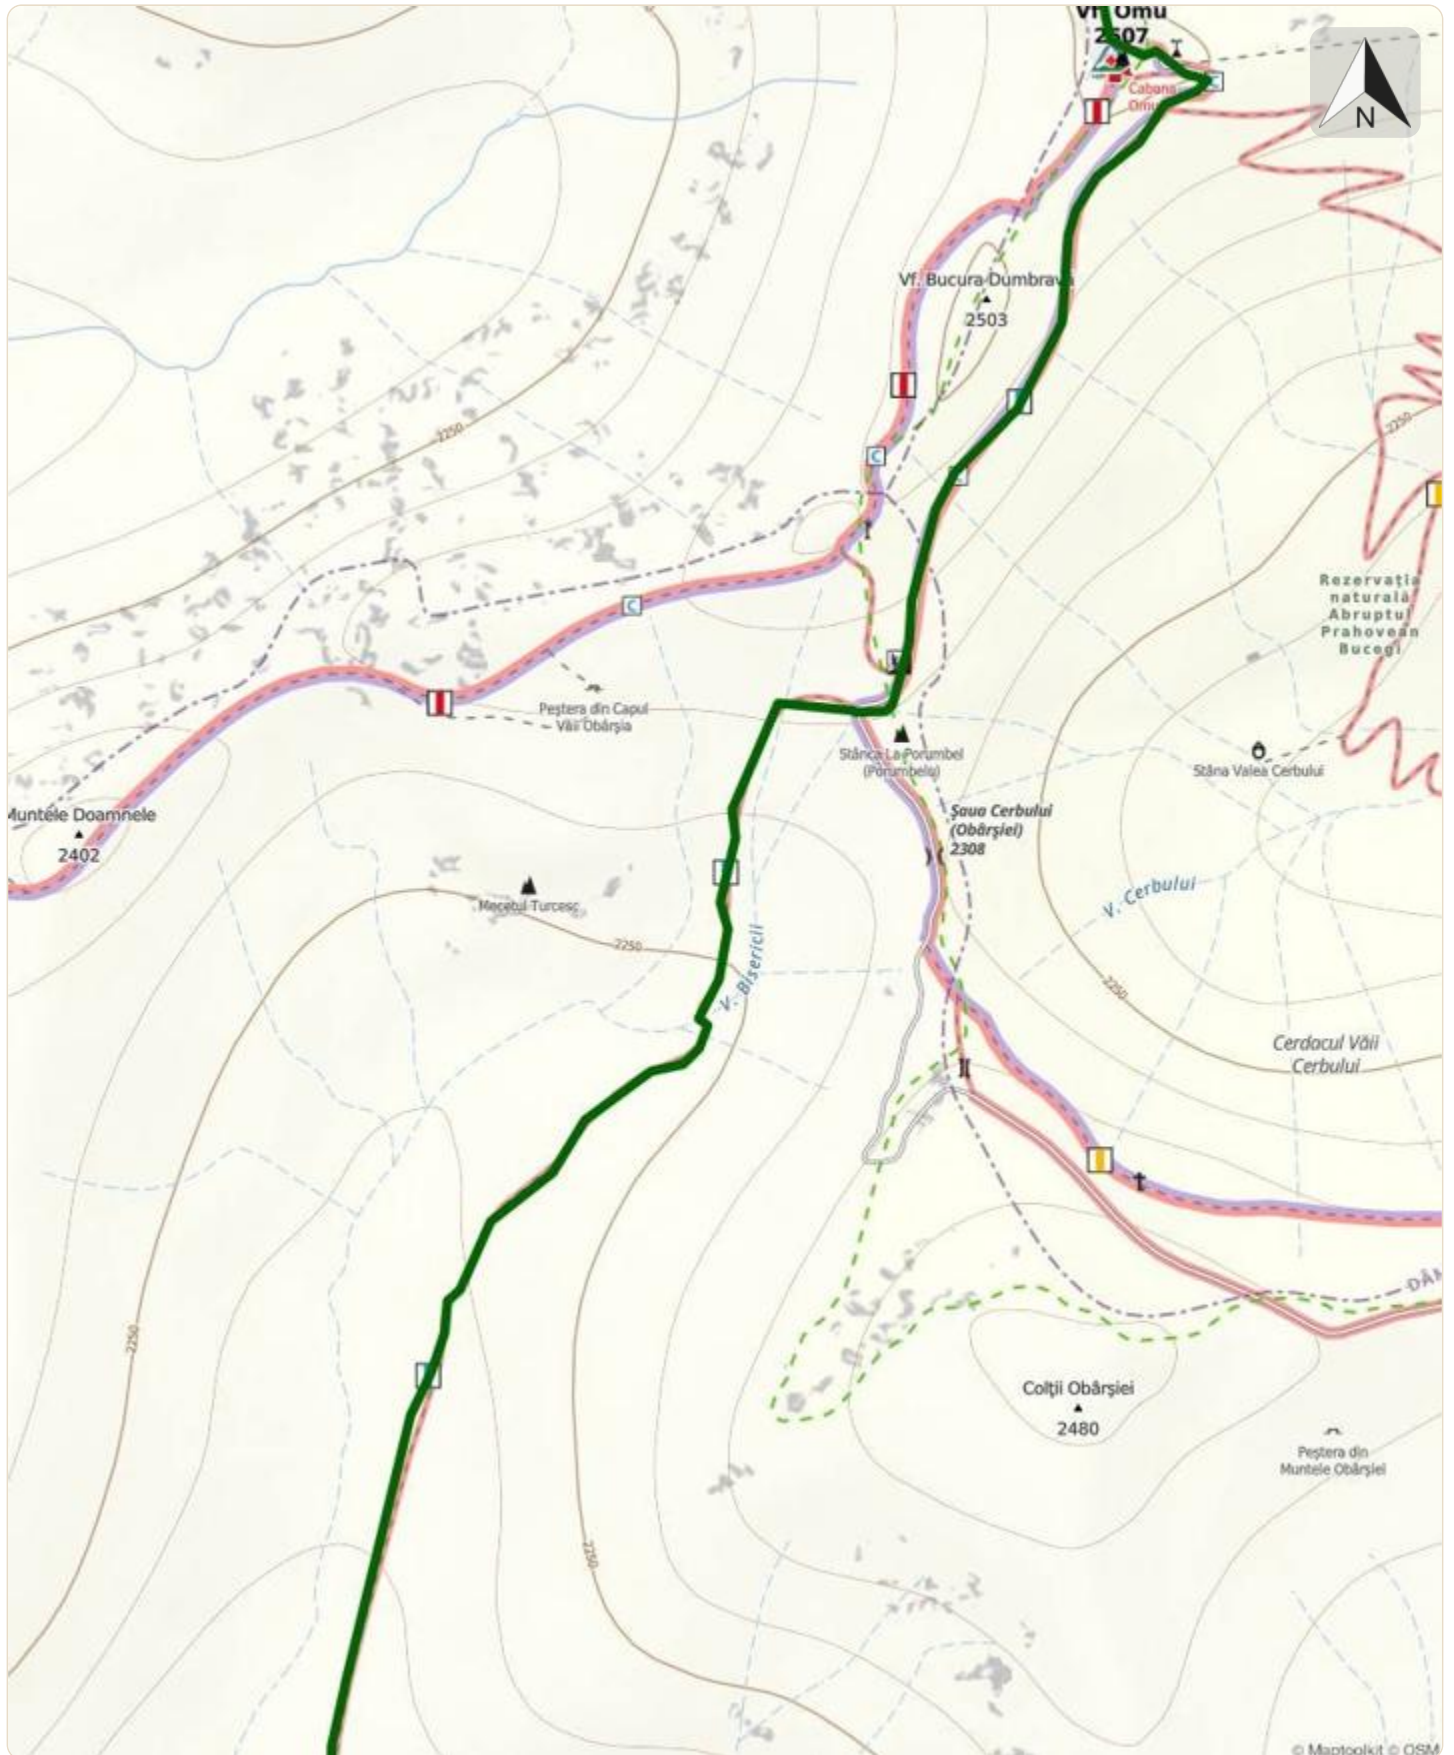 Vf. Omu
2507
Cabana
Omu
N
Vf. Bucura Dumbrava
2503
2250
2250
C
C
Rezervația
naturală
Abruptul
Prahovean
Bucegi
Peștera din Capul
Văii Obârșia
Stânca La Porumbel
(Porumbelu)
Stâna Valea Cerbului
Muntele Doamnele
2402
Șaua Cerbului
(Obârșiei)
2308
V. Cerbului
Mecetul Turcesc
2250
V. Bisericii
2250
Cerdacul Văii
Cerbului
2250
DÂM
Colții Obârșiei
2480
Peștera din
Muntele Obârșiei
2250
© Maptoolkit © OSM